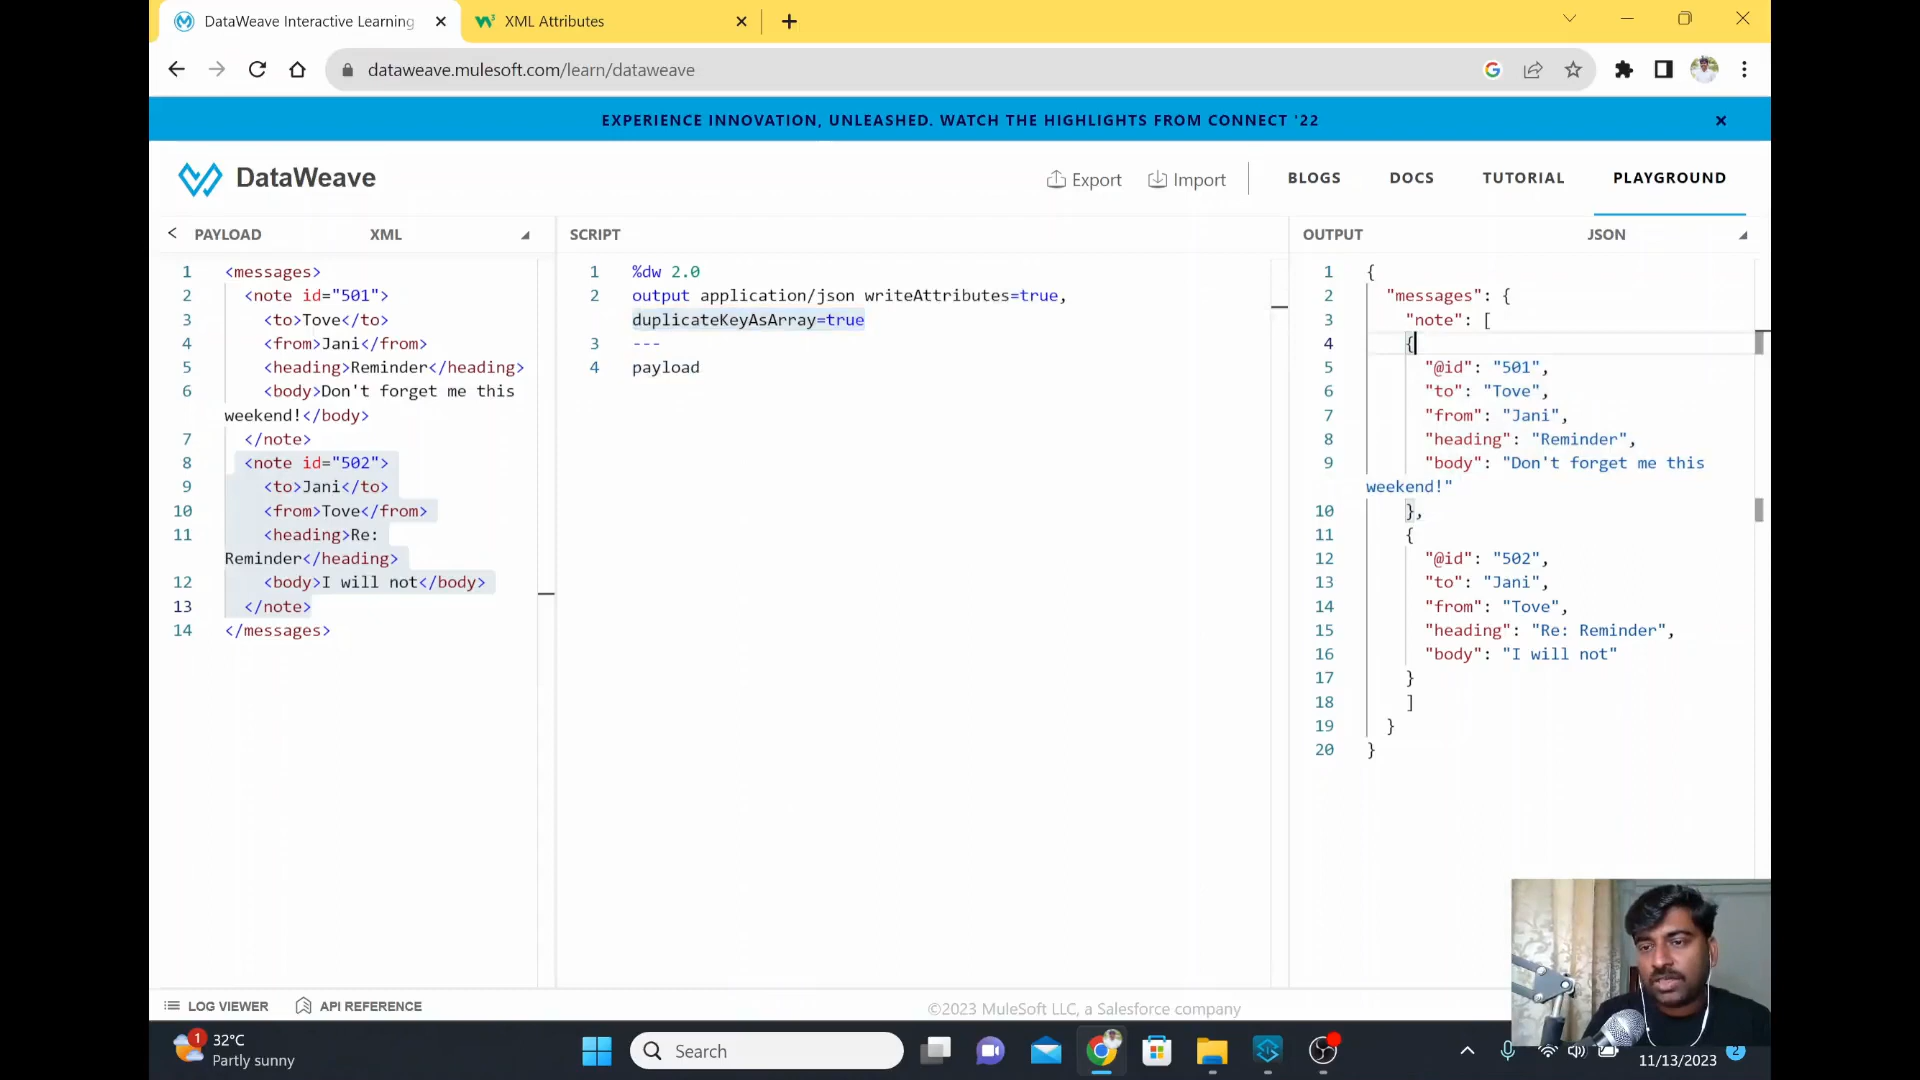 DataWeave Interactive Learning
XML Attributes
dataweave.mulesoft.com/learn/dataweave
EXPERIENCE INNOVATION, UNLEASHED. WATCH THE HIGHLIGHTS FROM CONNECT '22
DataWeave
Export
Import
BLOGS
DOCS
TUTORIAL
PLAYGROUND
PAYLOAD
XML
1 <messages>
2 <note id="501">
3 <to>Tove</to>
4 <from>Jani</from>
5 <heading>Reminder</heading>
6 <body>Don't forget me this
weekend!</body>
7 </note>
8 <note id="502">
9 <to>Jani</to>
10 <from>Tove</from>
11 <heading>Re:
Reminder</heading>
12 <body>I will not</body>
13 </note>
14 </messages>
SCRIPT
1 %dw 2.0
2 output application/json writeAttributes=true,
duplicateKeyAsArray=true
3 ---
4 payload
OUTPUT
JSON
1 {
2 "messages": {
3 "note": [
4 {
5 "@id": "501",
6 "to": "Tove",
7 "from": "Jani",
8 "heading": "Reminder",
9 "body": "Don't forget me this
weekend!"
10 },
11 {
12 "@id": "502",
13 "to": "Jani",
14 "from": "Tove",
15 "heading": "Re: Reminder",
16 "body": "I will not"
17 }
18 ]
19 }
20 }
LOG VIEWER
API REFERENCE
©2023 MuleSoft LLC, a Salesforce company
1
32°C
Partly sunny
Search
11/13/2023
2